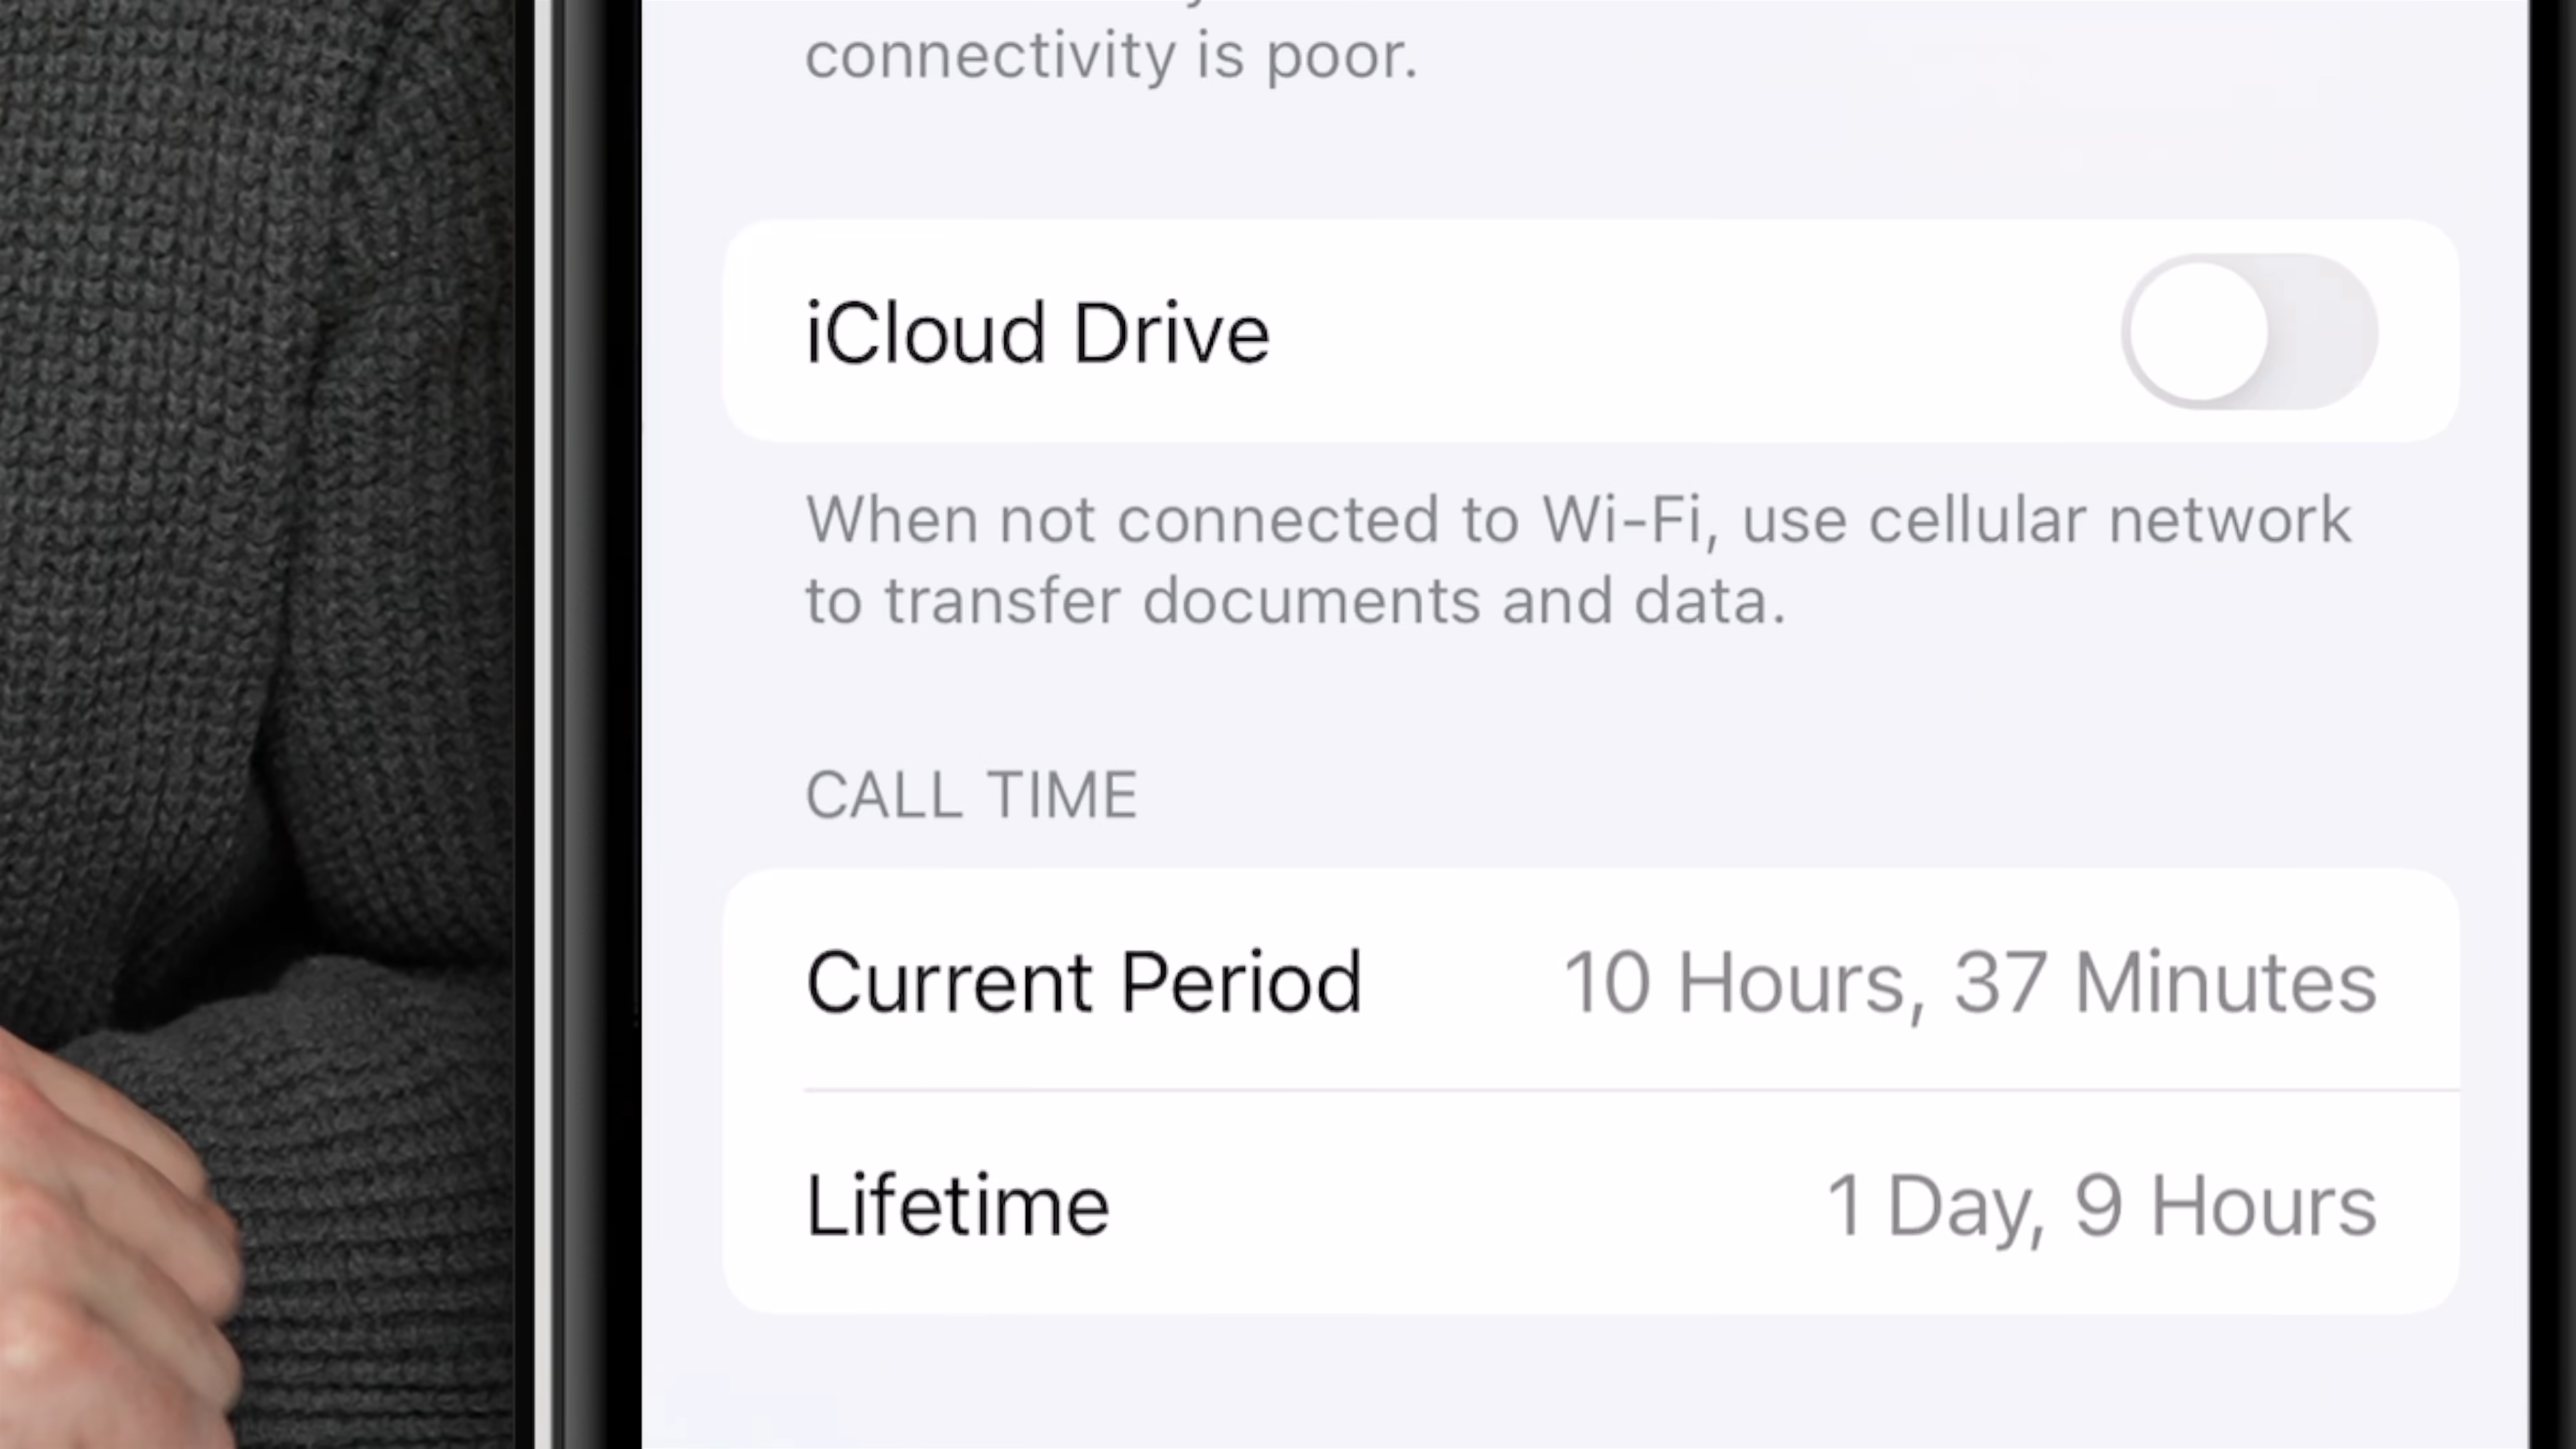 connectivity is poor.
iCloud Drive
When not connected to Wi-Fi, use cellular network
to transfer documents and data.
CALL TIME
Current Period 10 Hours, 37 Minutes
Lifetime 1 Day, 9 Hours